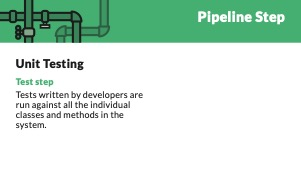 Pipeline Step
Unit Testing
Test step
Tests written by developers are
run against all the individual
classes and methods in the
system.